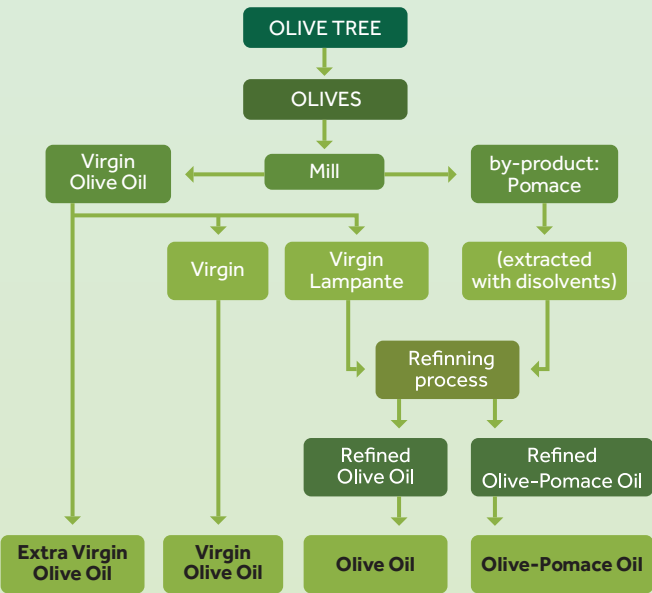 OLIVE TREE
OLIVES
Virgin
Olive Oil
Mill
by-product:
Pomace
Virgin
Virgin
Lampante
(extracted
with disolvents)
Refinning
process
Refined
Olive Oil
Refined
Olive-Pomace Oil
Extra Virgin
Olive Oil
Virgin
Olive Oil
Olive Oil
Olive-Pomace Oil